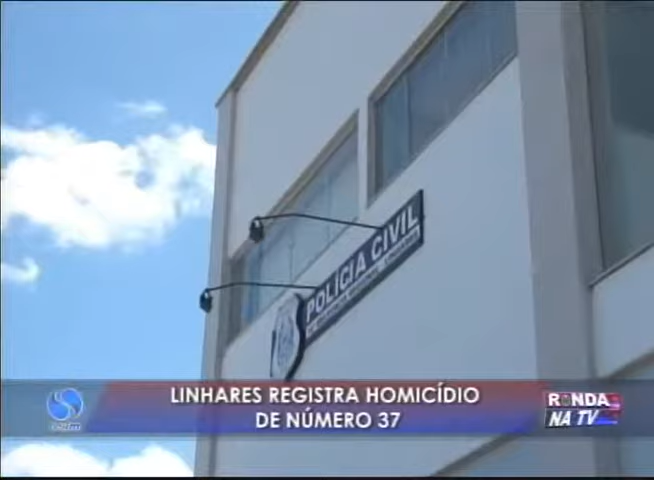 POLÍCIA CIVIL
LINHARES REGISTRA HOMICÍDIO
DE NÚMERO 37
RONDA
NA TV